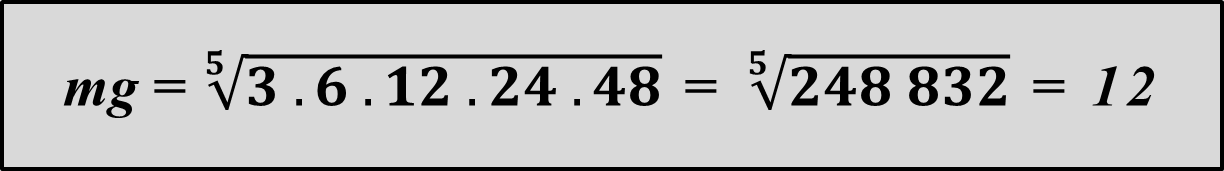 mg = ⁵√3 . 6 . 12 . 24 . 48 = ⁵√248 832 = 12